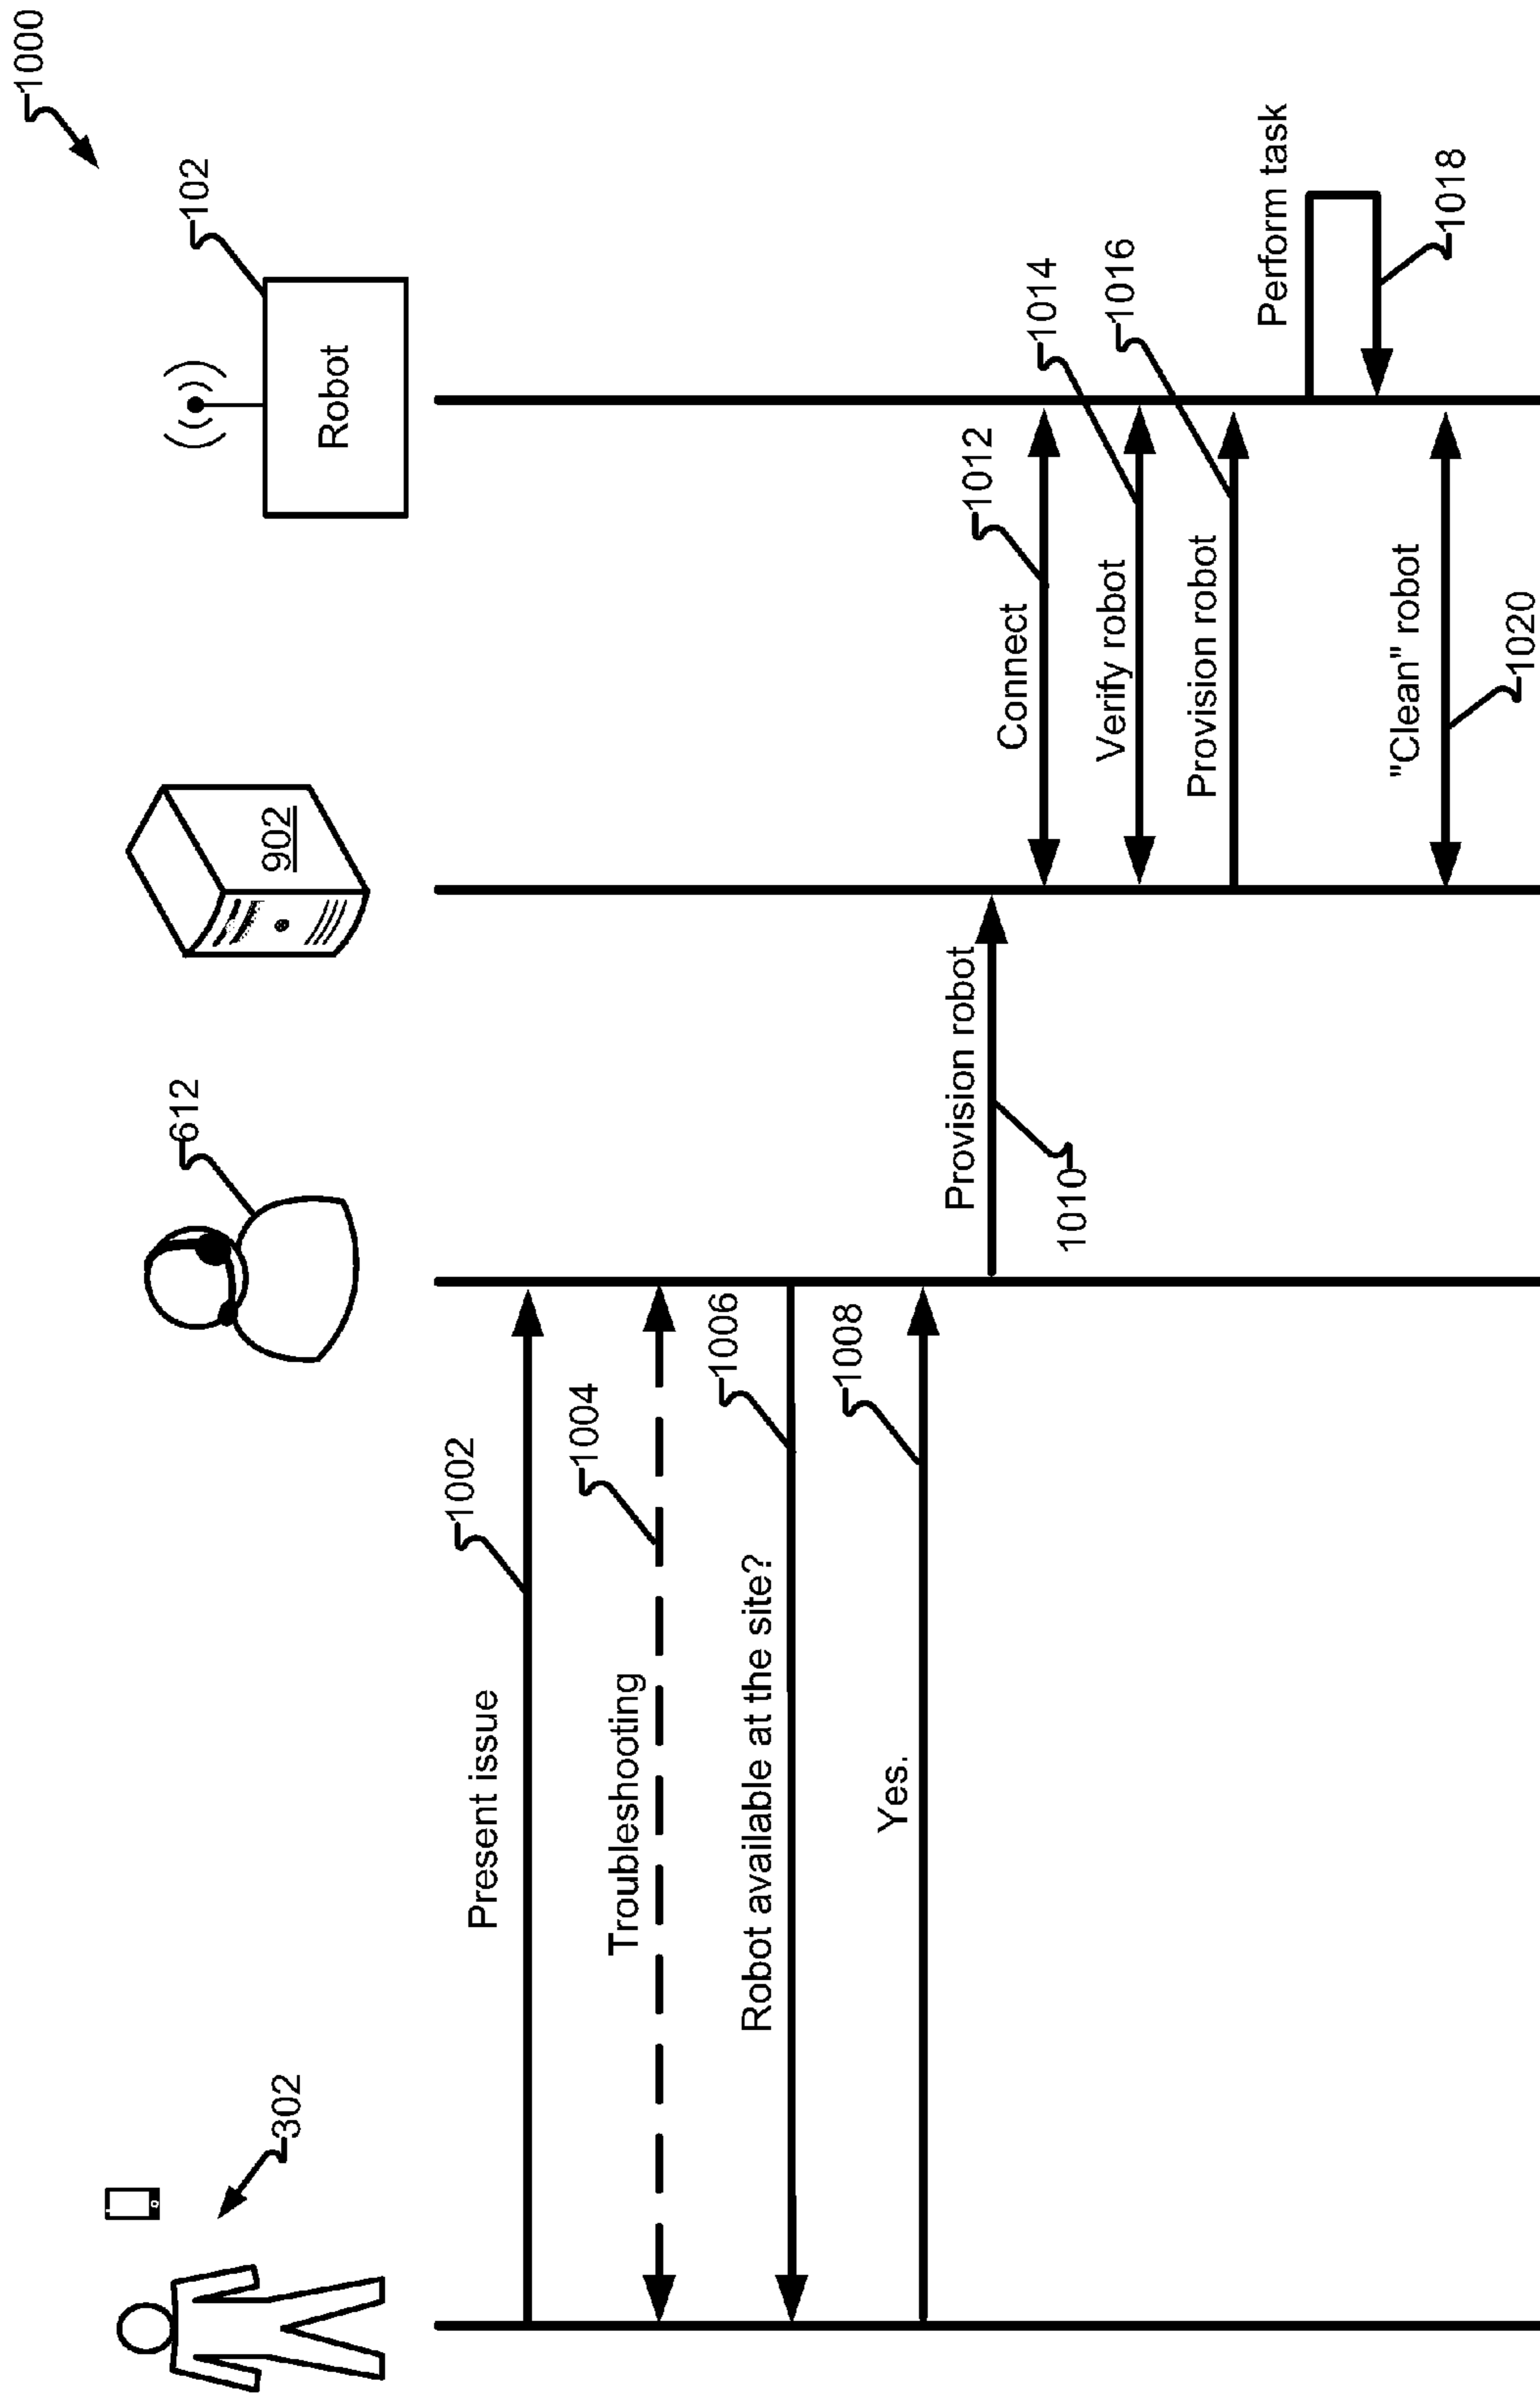 1000
302
612
902
102
Robot
Present issue
1002
Troubleshooting
1004
Robot available at the site?
1006
Yes.
1008
Provision robot
1010
Connect
1012
Verify robot
1014
Provision robot
1016
Perform task
1018
"Clean" robot
1020